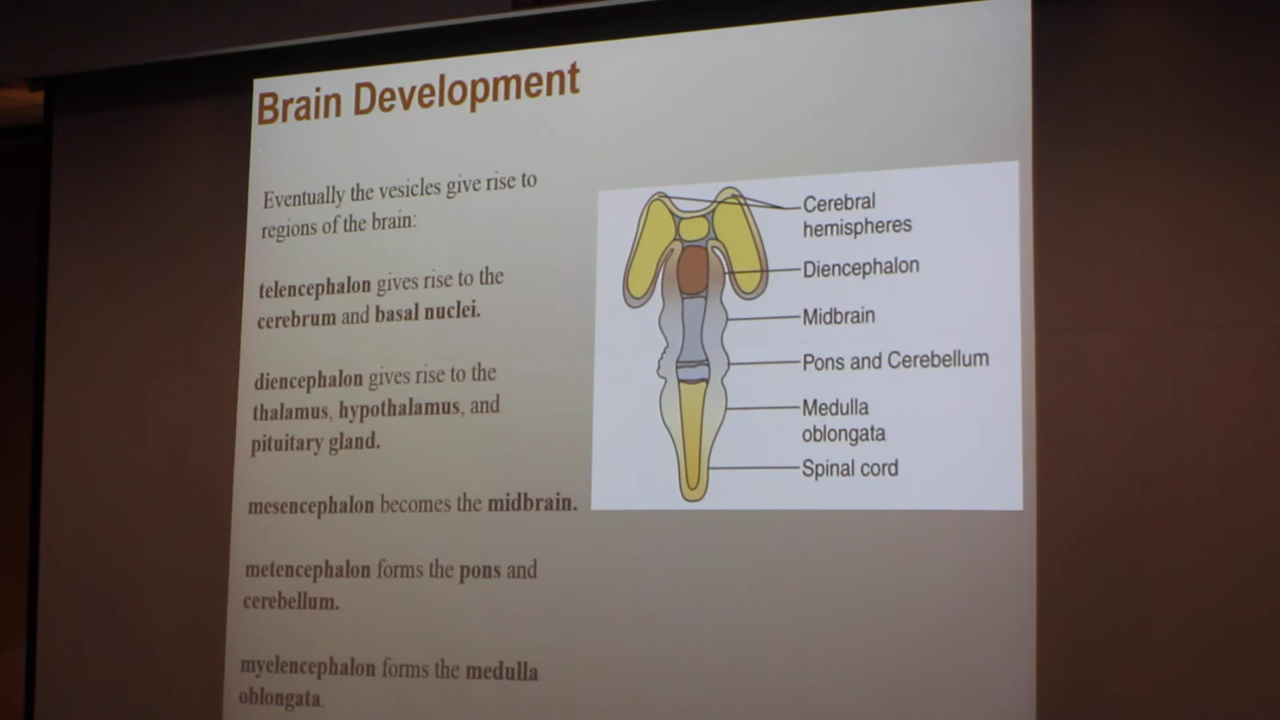 Brain Development
Eventually the vesicles give rise to
regions of the brain:
telencephalon gives rise to the
cerebrum and basal nuclei.
diencephalon gives rise to the
thalamus, hypothalamus, and
pituitary gland.
mesencephalon becomes the midbrain.
metencephalon forms the pons and
cerebellum.
myelencephalon forms the medulla
oblongata.
Cerebral
hemispheres
Diencephalon
Midbrain
Pons and Cerebellum
Medulla
oblongata
Spinal cord